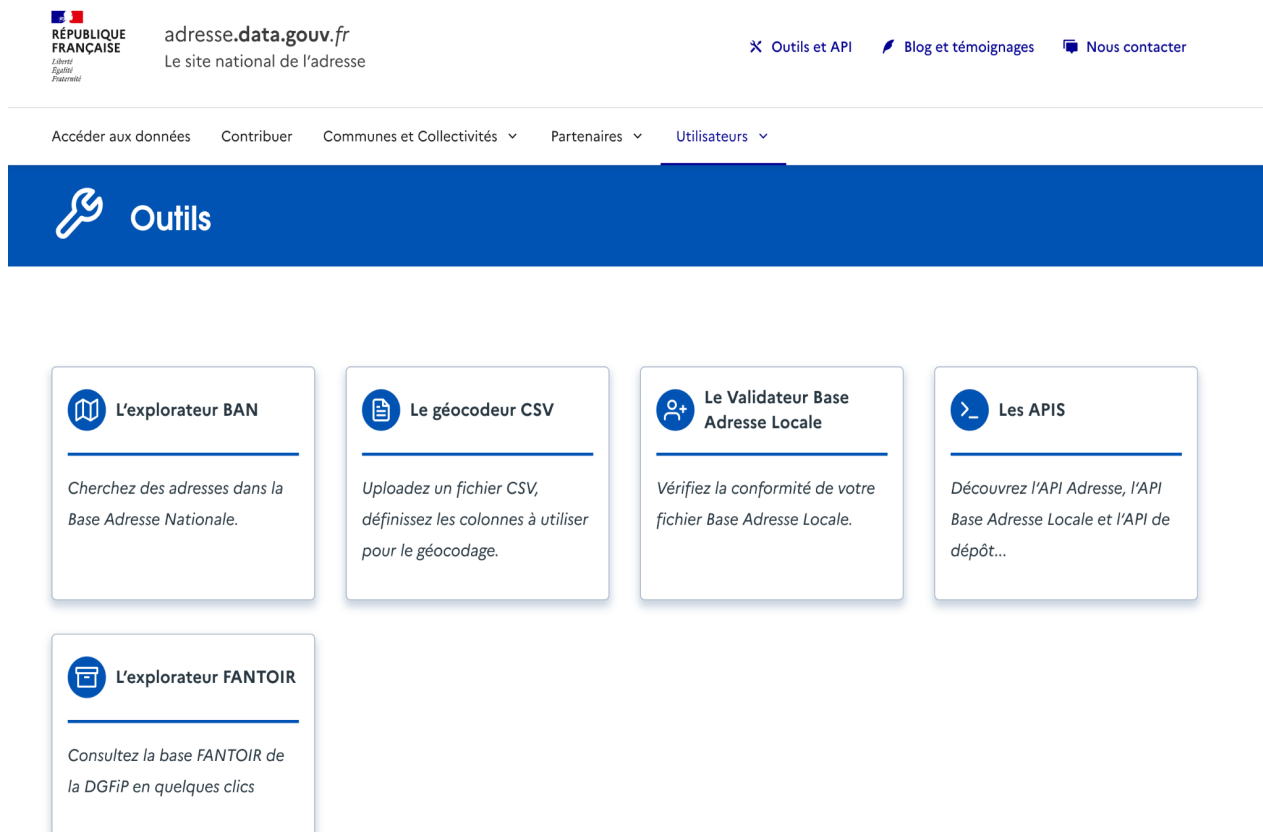 RÉPUBLIQUE
FRANÇAISE
Liberté
Égalité
Fraternité
adresse.data.gouv.fr
Le site national de l'adresse
Outils et API
Blog et témoignages
Nous contacter
Accéder aux données
Contribuer
Communes et Collectivités
Partenaires
Utilisateurs
Outils
L'explorateur BAN
Cherchez des adresses dans la
Base Adresse Nationale.
Le géocodeur CSV
Uploadez un fichier CSV,
définissez les colonnes à utiliser
pour le géocodage.
Le Validateur Base
Adresse Locale
Vérifiez la conformité de votre
fichier Base Adresse Locale.
Les APIS
Découvrez l'API Adresse, l'API
Base Adresse Locale et l'API de
dépôt...
L'explorateur FANTOIR
Consultez la base FANTOIR de
la DGFiP en quelques clics